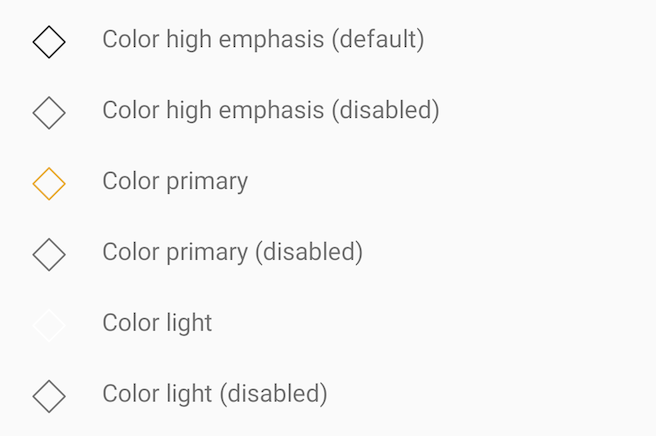 Color high emphasis (default)
Color high emphasis (disabled)
Color primary
Color primary (disabled)
Color light
Color light (disabled)